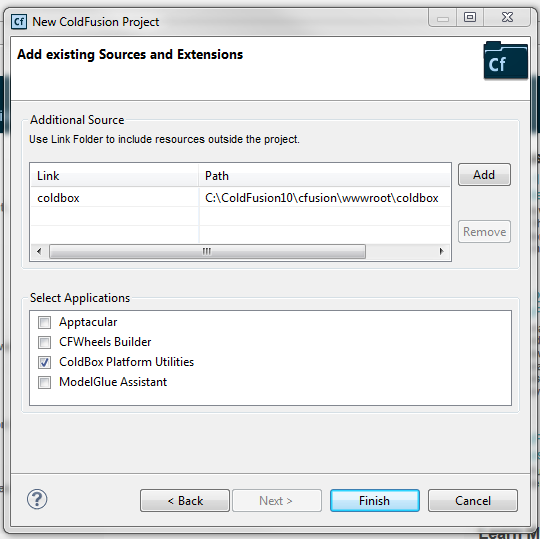 Cf New ColdFusion Project
Add existing Sources and Extensions
Cf
Additional Source
Use Link Folder to include resources outside the project.
Link Path
coldbox C:\ColdFusion10\cfusion\wwwroot\coldbox
Add
Remove
Select Applications
Apptacular
CFWheels Builder
ColdBox Platform Utilities
ModelGlue Assistant
? < Back Next > Finish Cancel
Learn M